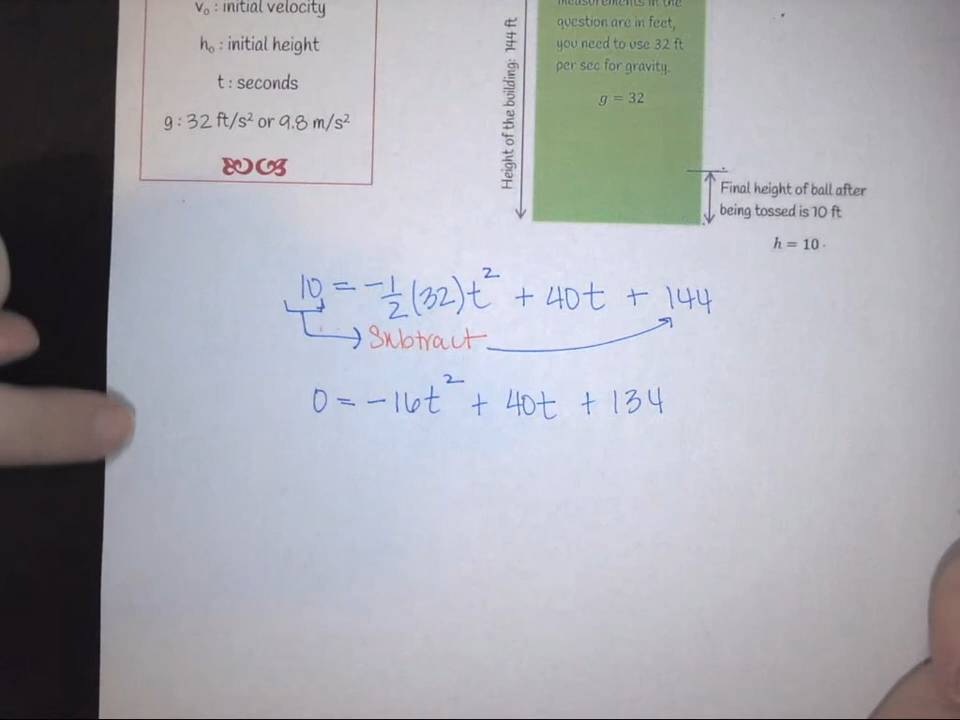 v₀ : initial velocity
h₀ : initial height
t : seconds
g : 32 ft/s² or 9.8 m/s²
Height of the building: 144 ft
measurements in the
question are in feet,
you need to use 32 ft
per sec for gravity.
g = 32
Final height of ball after
being tossed is 10 ft
h = 10
10 = -1/2(32)t² + 40t + 144
Subtract
0 = -16t² + 40t + 134